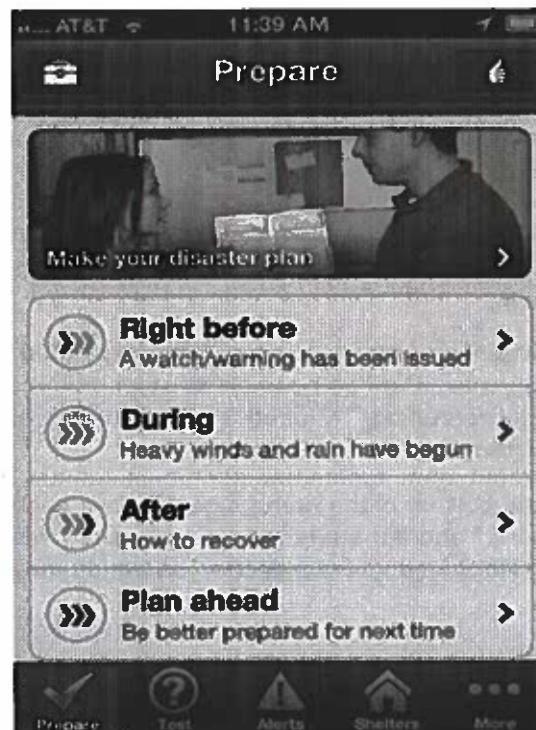 AT&T 11:39 AM
Prepare
Make your disaster plan
Right before
A watch/warning has been issued
During
Heavy winds and rain have begun
After
How to recover
Plan ahead
Be better prepared for next time
Prepare Test Alerts Shelters More